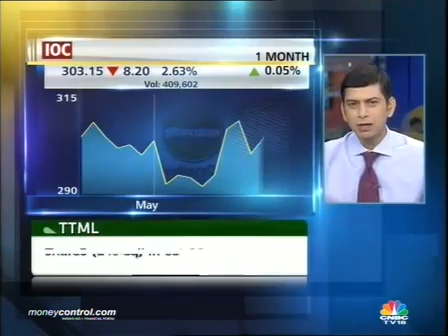 IOC
1 MONTH
303.15 ▼ 8.20 2.63% ▲ 0.05%
Vol: 409,602
315
290
May
TTML
moneycontrol.com
CNBC
TV18